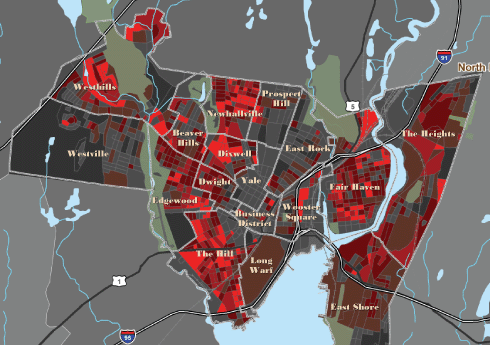 91
North
Westhills
Prospect
Hill
5
Newhallville
The Heights
Beaver
Hills
East Rock
Westville
Dixwell
Dwight
Yale
Fair Haven
Edgewood
Wooster
Square
Business
District
The Hill
Long
Warf
1
East Shore
95